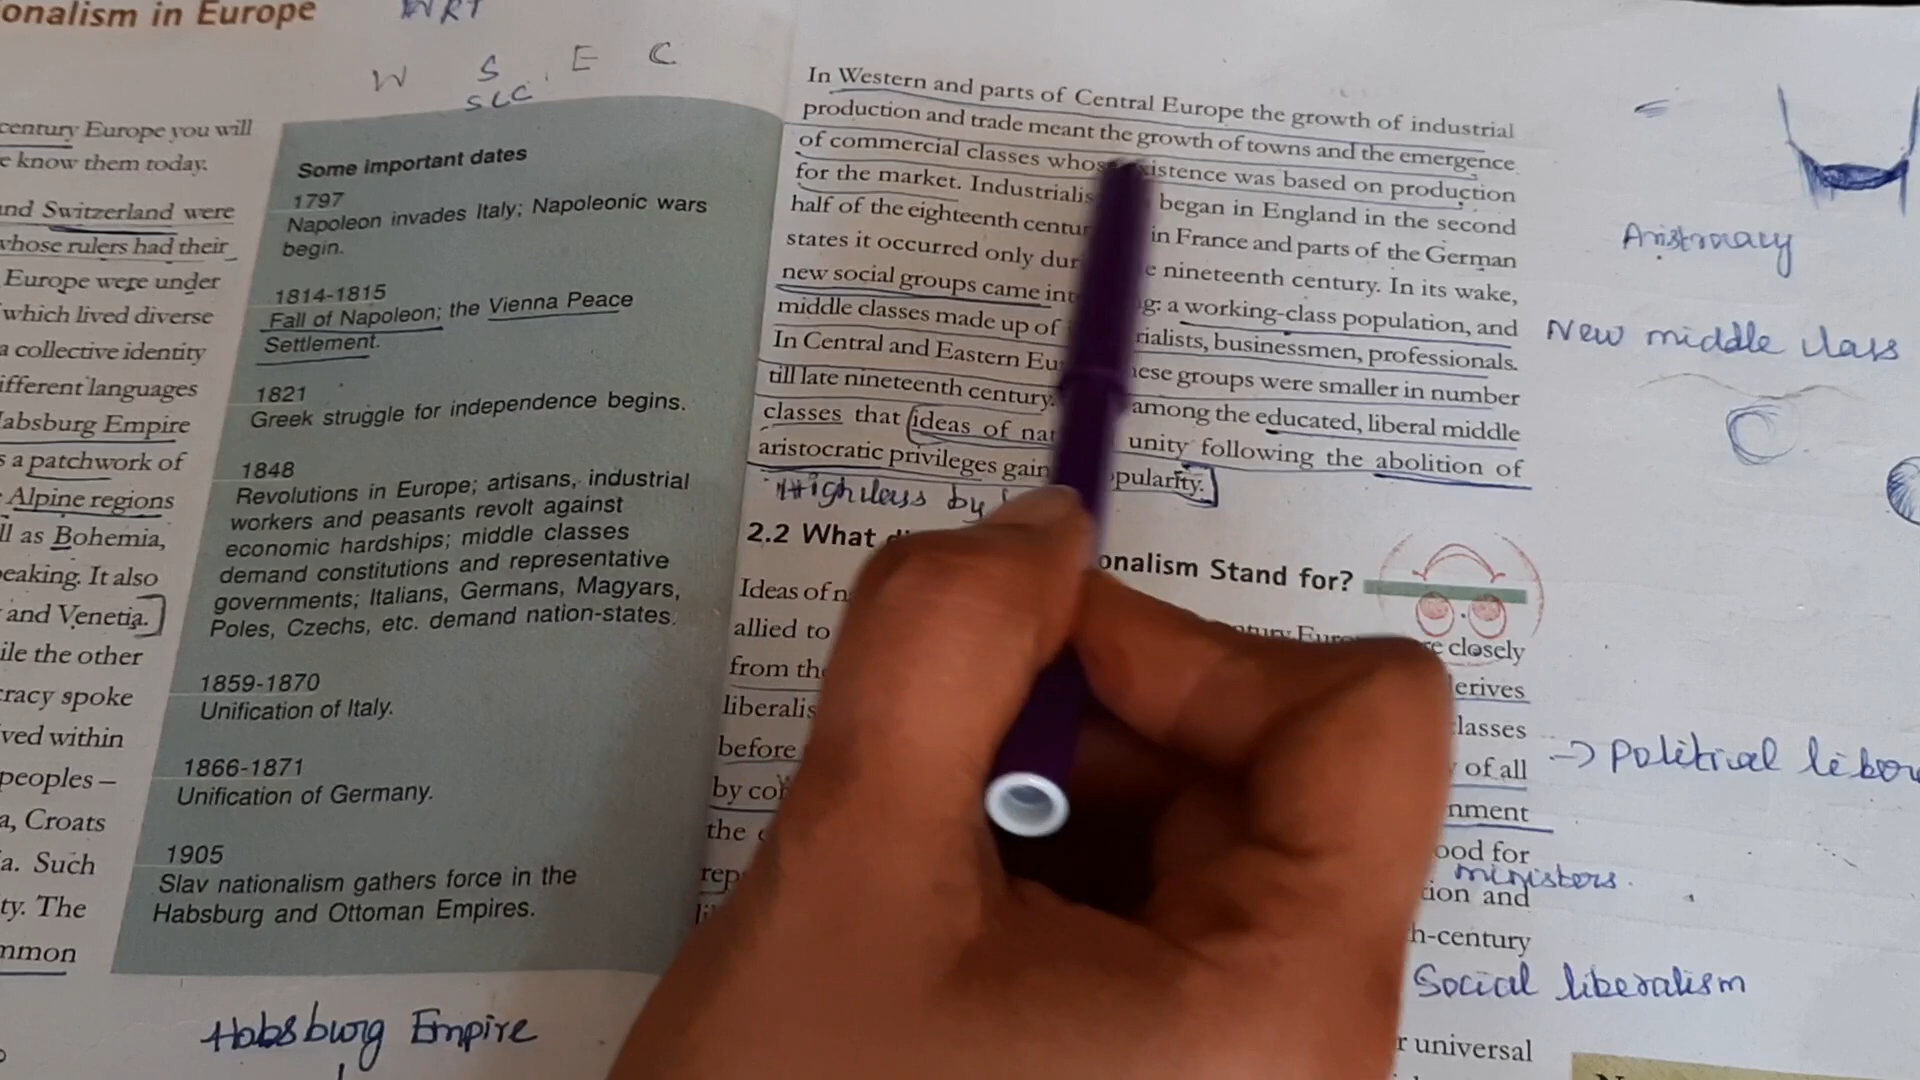 onalism in Europe
WRT
W S E C
SLC
century Europe you will
e know them today.
and Switzerland were
whose rulers had their
Europe were under
which lived diverse
a collective identity
ifferent languages
Habsburg Empire
s a patchwork of
Alpine regions
ll as Bohemia,
eaking. It also
and Venetia.
ile the other
racy spoke
ved within
peoples –
a, Croats
a. Such
ty. The
mmon
Some important dates
1797
Napoleon invades Italy; Napoleonic wars
begin.
1814-1815
Fall of Napoleon; the Vienna Peace
Settlement.
1821
Greek struggle for independence begins.
1848
Revolutions in Europe; artisans, industrial
workers and peasants revolt against
economic hardships; middle classes
demand constitutions and representative
governments; Italians, Germans, Magyars,
Poles, Czechs, etc. demand nation-states.
1859-1870
Unification of Italy.
1866-1871
Unification of Germany.
1905
Slav nationalism gathers force in the
Habsburg and Ottoman Empires.
Habsburg Empire
In Western and parts of Central Europe the growth of industrial
production and trade meant the growth of towns and the emergence
of commercial classes whose existence was based on production
for the market. Industrialis began in England in the second
half of the eighteenth centur in France and parts of the German
states it occurred only dur e nineteenth century. In its wake,
new social groups came int g: a working-class population, and
middle classes made up of rialists, businessmen, professionals.
In Central and Eastern Eu hese groups were smaller in number
till late nineteenth century. among the educated, liberal middle
classes that ideas of nat unity following the abolition of
aristocratic privileges gain opularity.
by
2.2 What di onalism Stand for?
Ideas of n
allied to closely
from th erives
liberalis lasses
before of all
by co nment
the ood for
rep tion and
li h-century
r universal
Aristrocacy
New middle class
C
→ Political liber
ministers.
Social liberalism